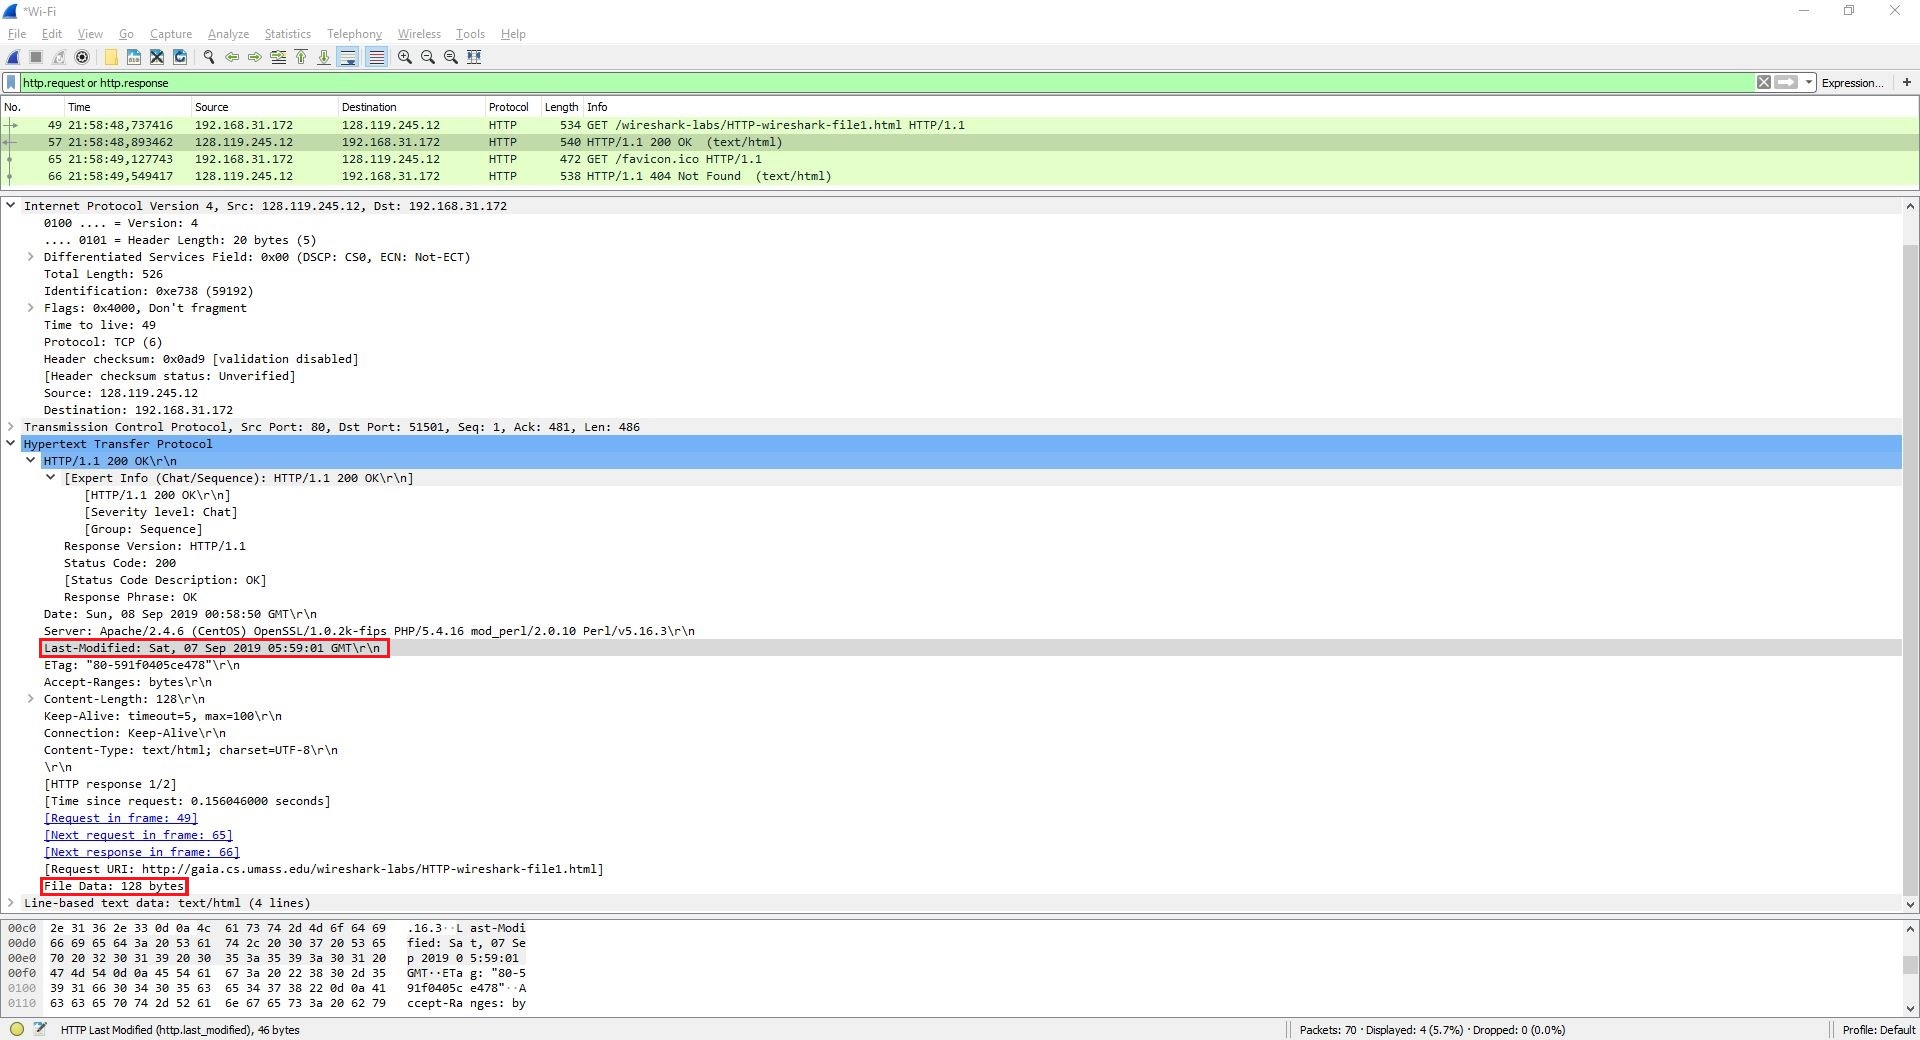 *Wi-Fi
File Edit View Go Capture Analyze Statistics Telephony Wireless Tools Help
http.request or http.response Expression... +
No. Time Source Destination Protocol Length Info
49 21:58:48,737416 192.168.31.172 128.119.245.12 HTTP 534 GET /wireshark-labs/HTTP-wireshark-file1.html HTTP/1.1
57 21:58:48,893462 128.119.245.12 192.168.31.172 HTTP 540 HTTP/1.1 200 OK (text/html)
65 21:58:49,127743 192.168.31.172 128.119.245.12 HTTP 472 GET /favicon.ico HTTP/1.1
66 21:58:49,549417 128.119.245.12 192.168.31.172 HTTP 538 HTTP/1.1 404 Not Found (text/html)
Internet Protocol Version 4, Src: 128.119.245.12, Dst: 192.168.31.172
0100 .... = Version: 4
.... 0101 = Header Length: 20 bytes (5)
Differentiated Services Field: 0x00 (DSCP: CS0, ECN: Not-ECT)
Total Length: 526
Identification: 0xe738 (59192)
Flags: 0x4000, Don't fragment
Time to live: 49
Protocol: TCP (6)
Header checksum: 0x0ad9 [validation disabled]
[Header checksum status: Unverified]
Source: 128.119.245.12
Destination: 192.168.31.172
Transmission Control Protocol, Src Port: 80, Dst Port: 51501, Seq: 1, Ack: 481, Len: 486
Hypertext Transfer Protocol
HTTP/1.1 200 OK\r\n
[Expert Info (Chat/Sequence): HTTP/1.1 200 OK\r\n]
[HTTP/1.1 200 OK\r\n]
[Severity level: Chat]
[Group: Sequence]
Response Version: HTTP/1.1
Status Code: 200
[Status Code Description: OK]
Response Phrase: OK
Date: Sun, 08 Sep 2019 00:58:50 GMT\r\n
Server: Apache/2.4.6 (CentOS) OpenSSL/1.0.2k-fips PHP/5.4.16 mod_perl/2.0.10 Perl/v5.16.3\r\n
Last-Modified: Sat, 07 Sep 2019 05:59:01 GMT\r\n
ETag: "80-591f0405ce478"\r\n
Accept-Ranges: bytes\r\n
Content-Length: 128\r\n
Keep-Alive: timeout=5, max=100\r\n
Connection: Keep-Alive\r\n
Content-Type: text/html; charset=UTF-8\r\n
\r\n
[HTTP response 1/2]
[Time since request: 0.156046000 seconds]
[Request in frame: 49]
[Next request in frame: 65]
[Next response in frame: 66]
[Request URI: http://gaia.cs.umass.edu/wireshark-labs/HTTP-wireshark-file1.html]
File Data: 128 bytes
Line-based text data: text/html (4 lines)
00c0 2e 31 36 2e 33 0d 0a 4c 61 73 74 2d 4d 6f 64 69 .16.3··L ast-Modi
00d0 66 69 65 64 3a 20 53 61 74 2c 20 30 37 20 53 65 fied: Sa t, 07 Se
00e0 70 20 32 30 31 39 20 30 35 3a 35 39 3a 30 31 20 p 2019 0 5:59:01
00f0 47 4d 54 0d 0a 45 54 61 67 3a 20 22 38 30 2d 35 GMT··ETa g: "80-5
0100 39 31 66 30 34 30 35 63 65 34 37 38 22 0d 0a 41 91f0405c e478"··A
0110 63 63 65 70 74 2d 52 61 6e 67 65 73 3a 20 62 79 ccept-Ra nges: by
HTTP Last Modified (http.last_modified), 46 bytes Packets: 70 · Displayed: 4 (5.7%) · Dropped: 0 (0.0%) Profile: Default